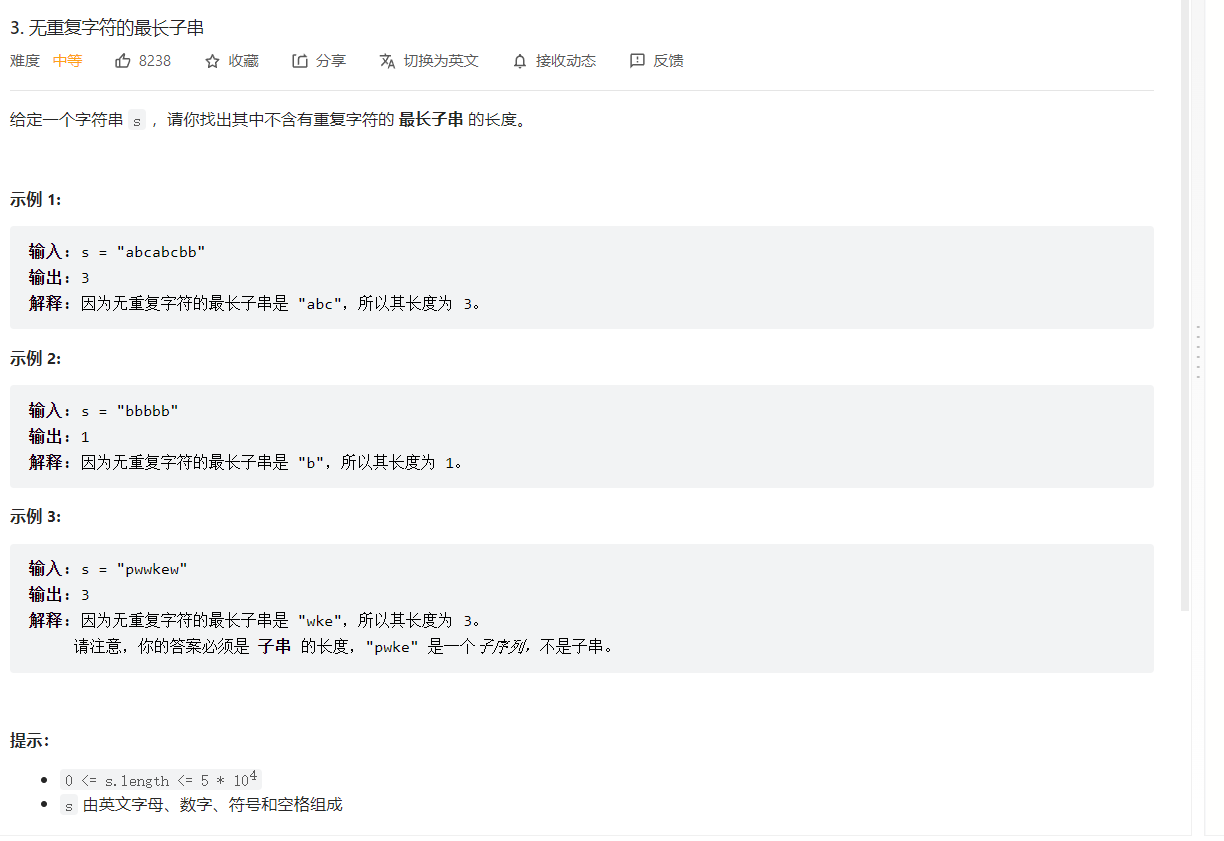 3. 无重复字符的最长子串
难度 中等 8238 收藏 分享 切换为英文 接收动态 反馈
给定一个字符串 s ，请你找出其中不含有重复字符的 最长子串 的长度。
示例 1:
输入: s = "abcabcbb"
输出: 3
解释: 因为无重复字符的最长子串是 "abc"，所以其长度为 3。
示例 2:
输入: s = "bbbbb"
输出: 1
解释: 因为无重复字符的最长子串是 "b"，所以其长度为 1。
示例 3:
输入: s = "pwwkew"
输出: 3
解释: 因为无重复字符的最长子串是 "wke"，所以其长度为 3。
请注意，你的答案必须是 子串 的长度，"pwke" 是一个子序列，不是子串。
提示：
0 <= s.length <= 5 * 10⁴
s 由英文字母、数字、符号和空格组成